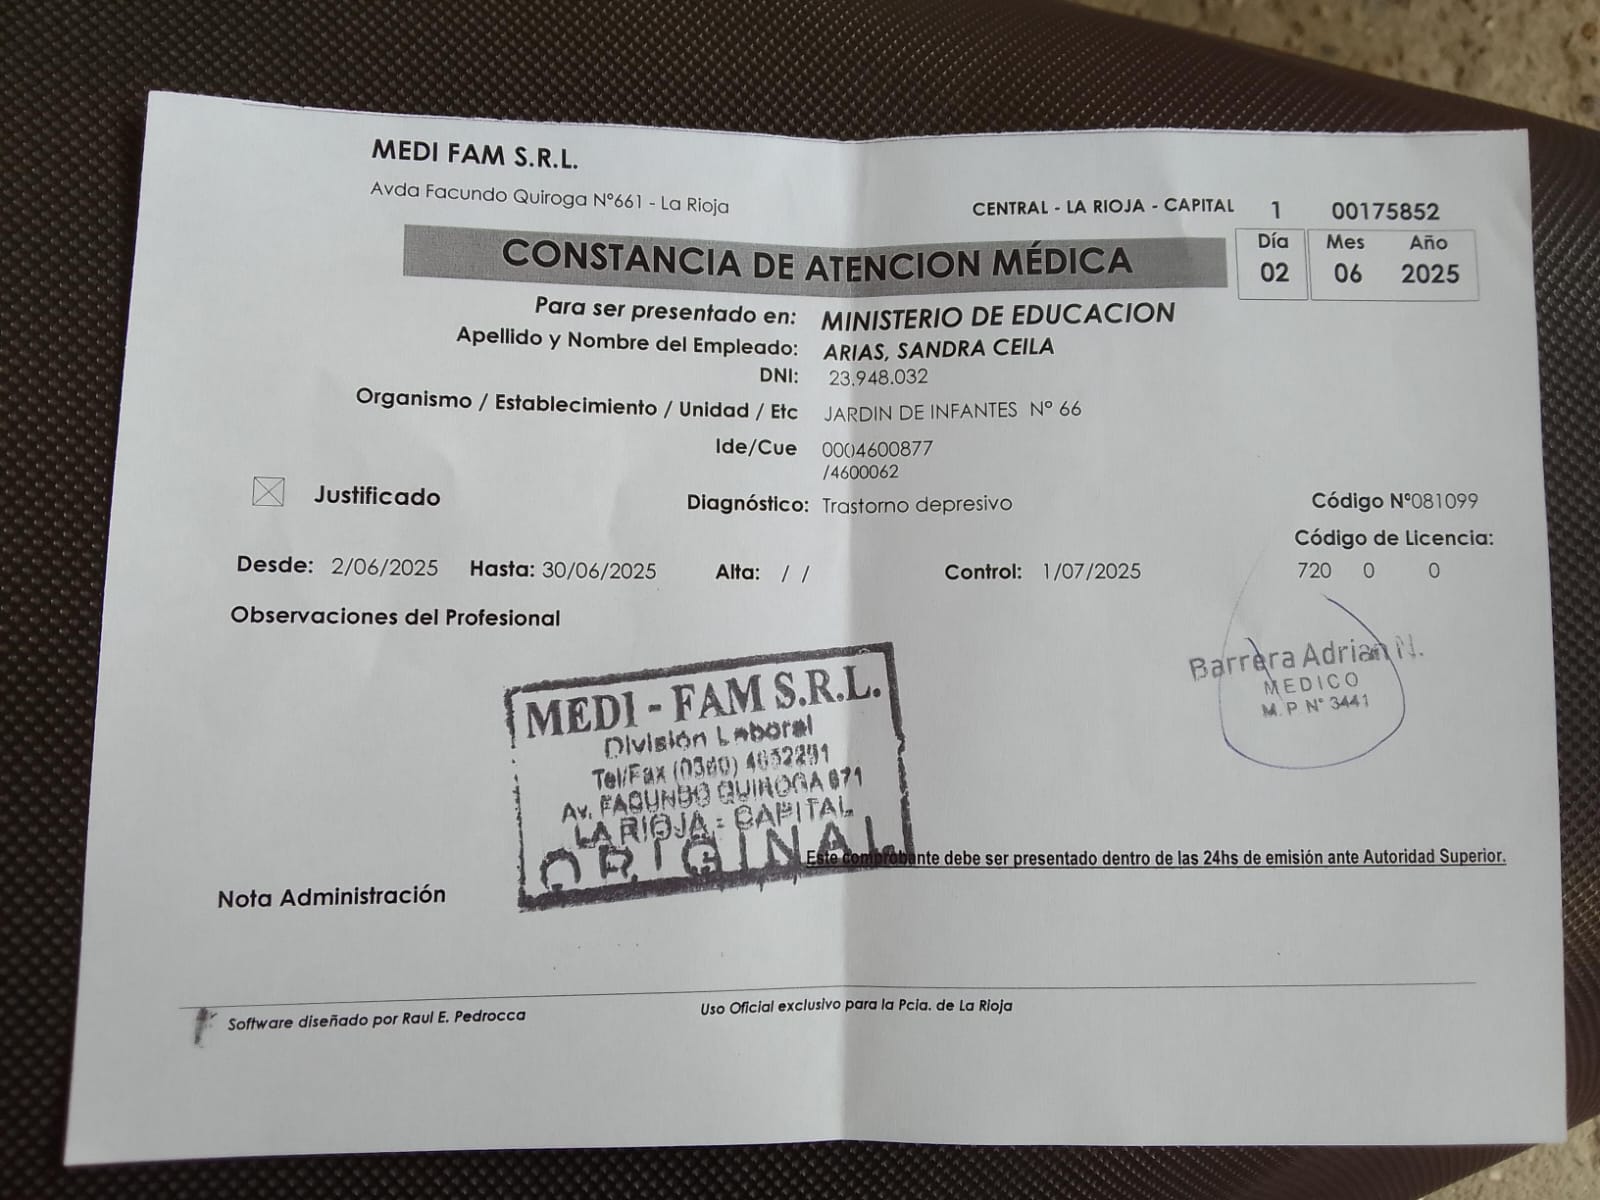 MEDI FAM S.R.L.
Avda Facundo Quiroga N°661 - La Rioja
CENTRAL - LA RIOJA - CAPITAL 1 00175852
CONSTANCIA DE ATENCION MÉDICA
Día Mes Año
02 06 2025
Para ser presentado en: MINISTERIO DE EDUCACION
Apellido y Nombre del Empleado: ARIAS, SANDRA CEILA
DNI: 23.948.032
Organismo / Establecimiento / Unidad / Etc JARDIN DE INFANTES N° 66
Ide/Cue 0004600877
/4600062
Justificado
Diagnóstico: Trastorno depresivo
Código N°081099
Código de Licencia:
720 0 0
Desde: 2/06/2025 Hasta: 30/06/2025 Alta: / / Control: 1/07/2025
Observaciones del Profesional
Barrera Adrian N.
MEDICO
M.P N° 3441
MEDI - FAM S.R.L.
División Laboral
Tel/Fax
Av. FACUNDO QUIROGA 671
LA RIOJA - CAPITAL
ORIGINAL
Este comprobante debe ser presentado dentro de las 24hs de emisión ante Autoridad Superior.
Nota Administración
Software diseñado por Raul E. Pedrocca
Uso Oficial exclusivo para la Pcia. de La Rioja